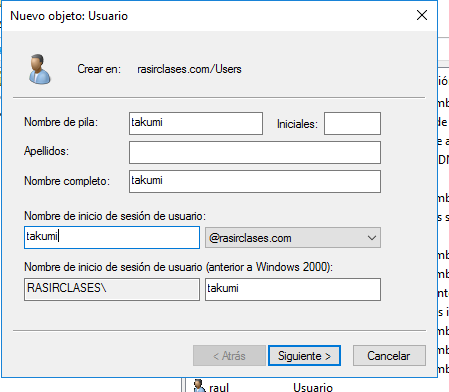 Nuevo objeto: Usuario
Crear en: rasirclases.com/Users
Nombre de pila: takumi Iniciales:
Apellidos:
Nombre completo: takumi
Nombre de inicio de sesión de usuario:
takumi @rasirclases.com
Nombre de inicio de sesión de usuario (anterior a Windows 2000):
RASIRCLASES\ takumi
< Atrás Siguiente > Cancelar
raul Usuario